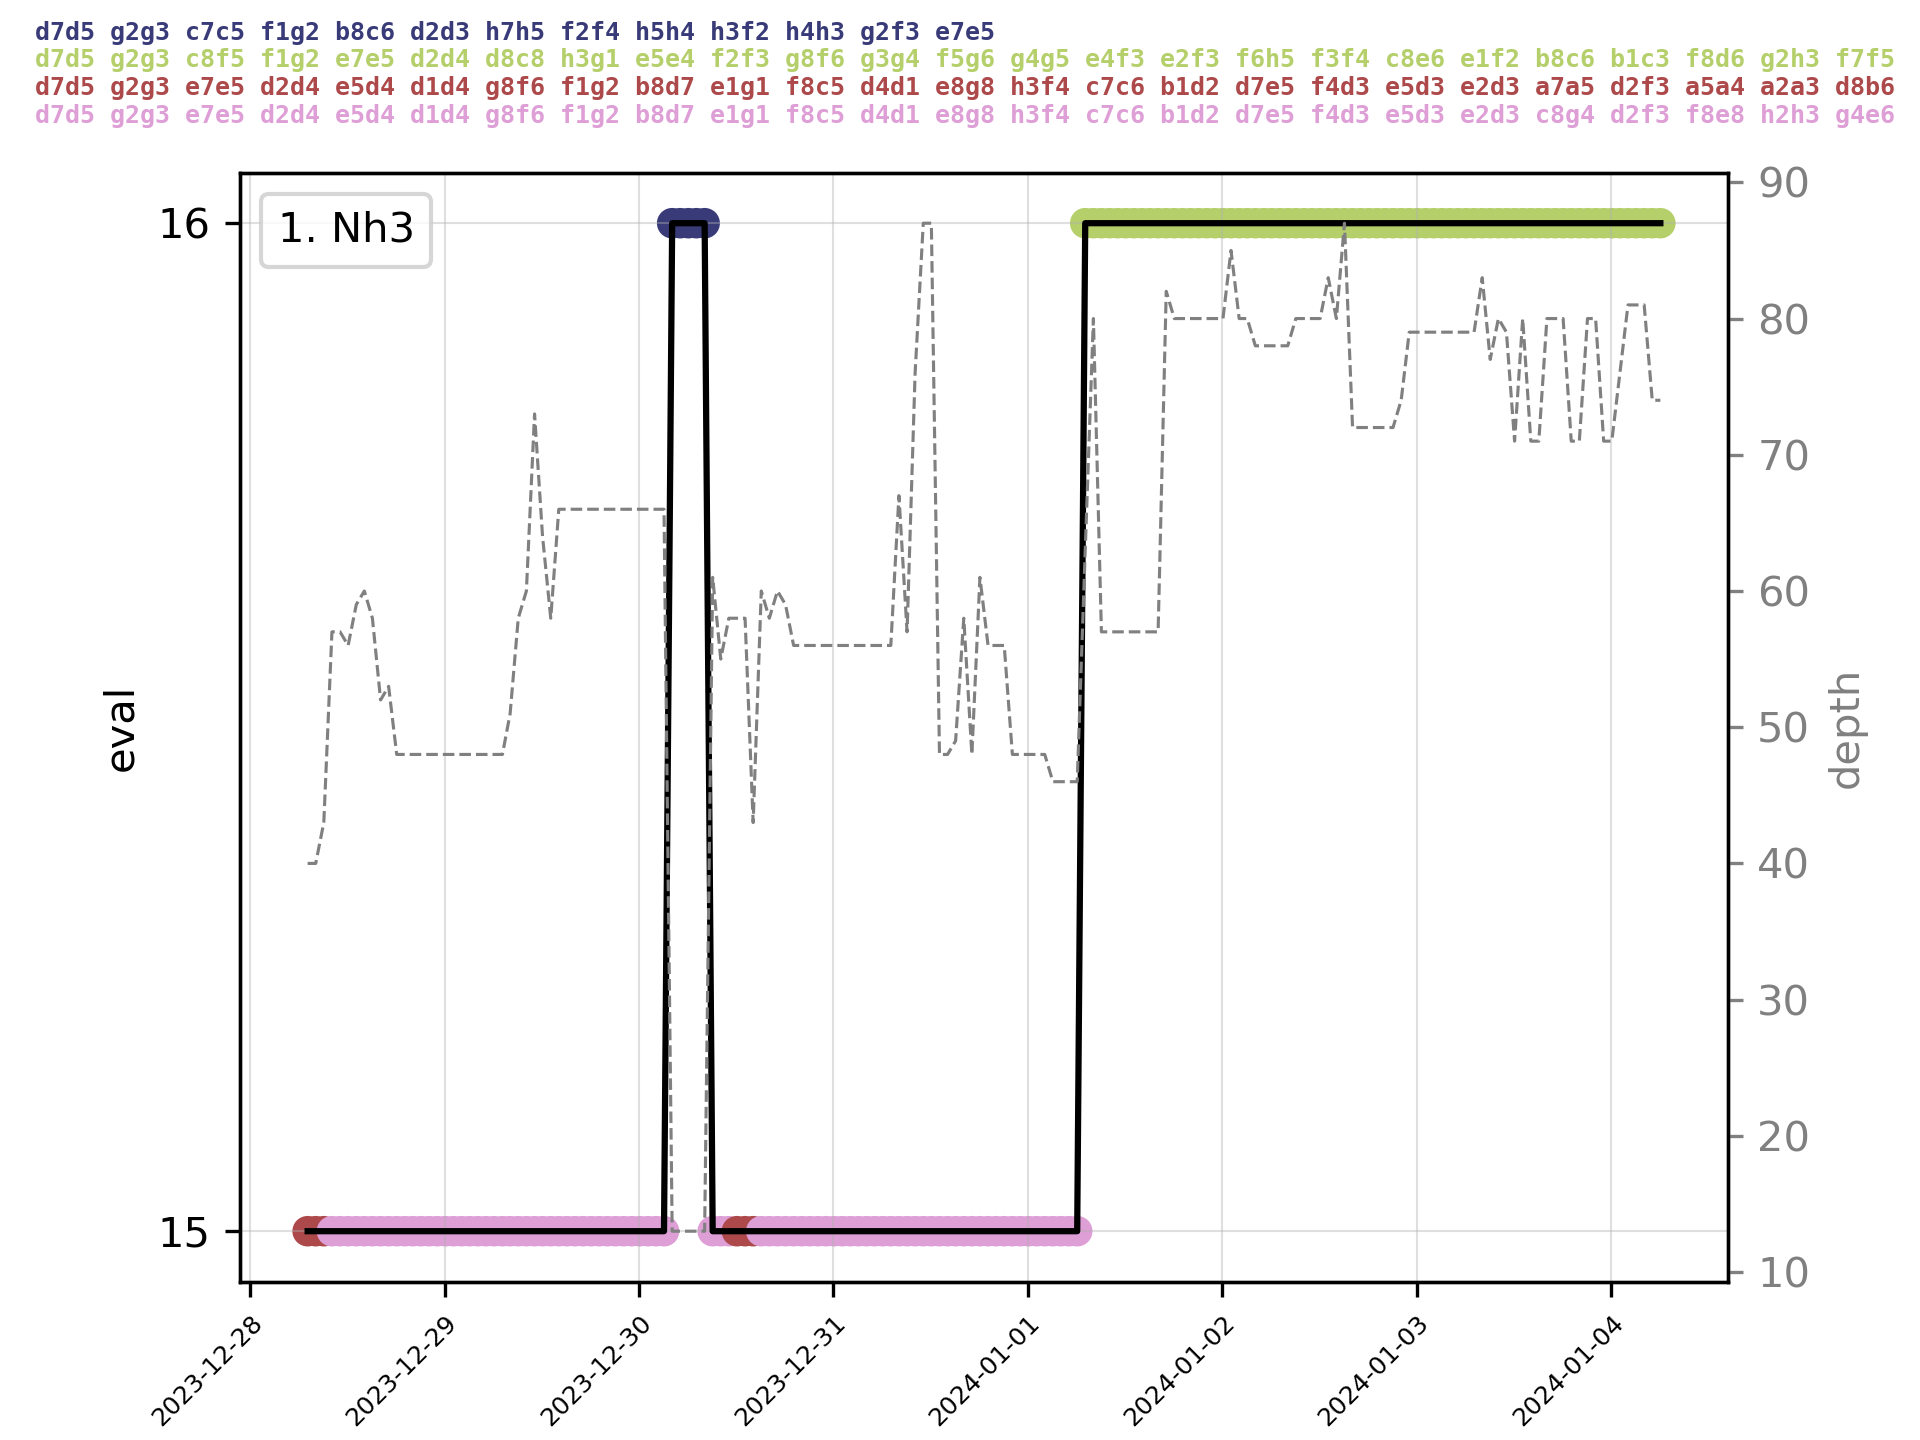 d7d5 g2g3 c7c5 f1g2 b8c6 d2d3 h7h5 f2f4 h5h4 h3f2 h4h3 g2f3 e7e5
d7d5 g2g3 c8f5 f1g2 e7e5 d2d4 d8c8 h3g1 e5e4 f2f3 g8f6 g3g4 f5g6 g4g5 e4f3 e2f3 f6h5 f3f4 c8e6 e1f2 b8c6 b1c3 f8d6 g2h3 f7f5
d7d5 g2g3 e7e5 d2d4 e5d4 d1d4 g8f6 f1g2 b8d7 e1g1 f8c5 d4d1 e8g8 h3f4 c7c6 b1d2 d7e5 f4d3 e5d3 e2d3 a7a5 d2f3 a5a4 a2a3 d8b6
d7d5 g2g3 e7e5 d2d4 e5d4 d1d4 g8f6 f1g2 b8d7 e1g1 f8c5 d4d1 e8g8 h3f4 c7c6 b1d2 d7e5 f4d3 e5d3 e2d3 c8g4 d2f3 f8e8 h2h3 g4e6
1. Nh3
16
15
eval
90
80
70
60
50
40
30
20
10
depth
2023-12-28
2023-12-29
2023-12-30
2023-12-31
2024-01-01
2024-01-02
2024-01-03
2024-01-04